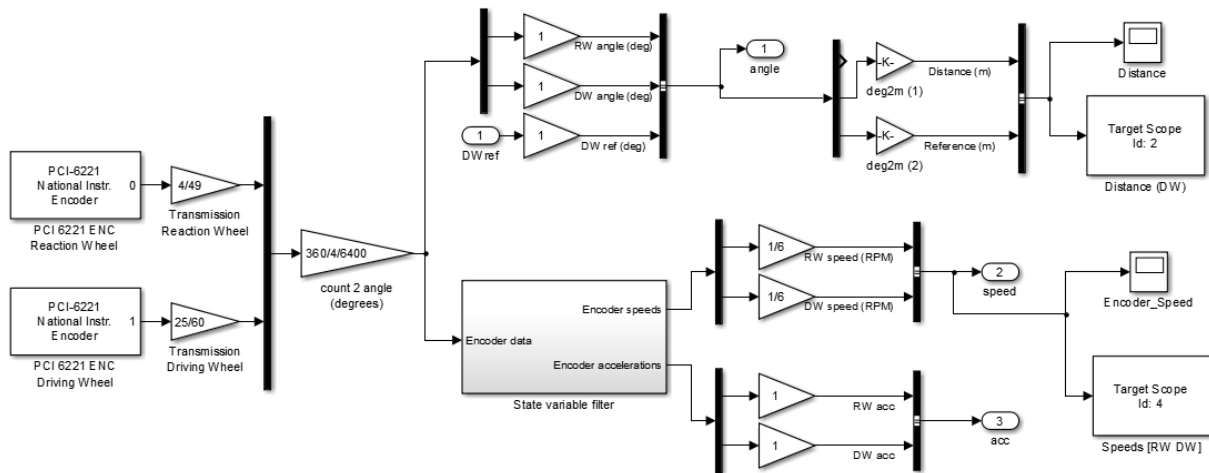 PCI-6221
National Instr.
Encoder
0
PCI 6221 ENC
Reaction Wheel
4/49
Transmission
Reaction Wheel
PCI-6221
National Instr.
Encoder
1
PCI 6221 ENC
Driving Wheel
25/60
Transmission
Driving Wheel
360/4/6400
count 2 angle
(degrees)
1
RW angle (deg)
1
DW angle (deg)
1
DW ref
1
DW ref (deg)
1
angle
-K-
Distance (m)
deg2m (1)
-K-
Reference (m)
deg2m (2)
Distance
Target Scope
Id: 2
Distance (DW)
Encoder data
Encoder speeds
Encoder accelerations
State variable filter
1/6
RW speed (RPM)
1/6
DW speed (RPM)
2
speed
Encoder_Speed
Target Scope
Id: 4
Speeds [RW DW]
1
RW acc
1
DW acc
3
acc